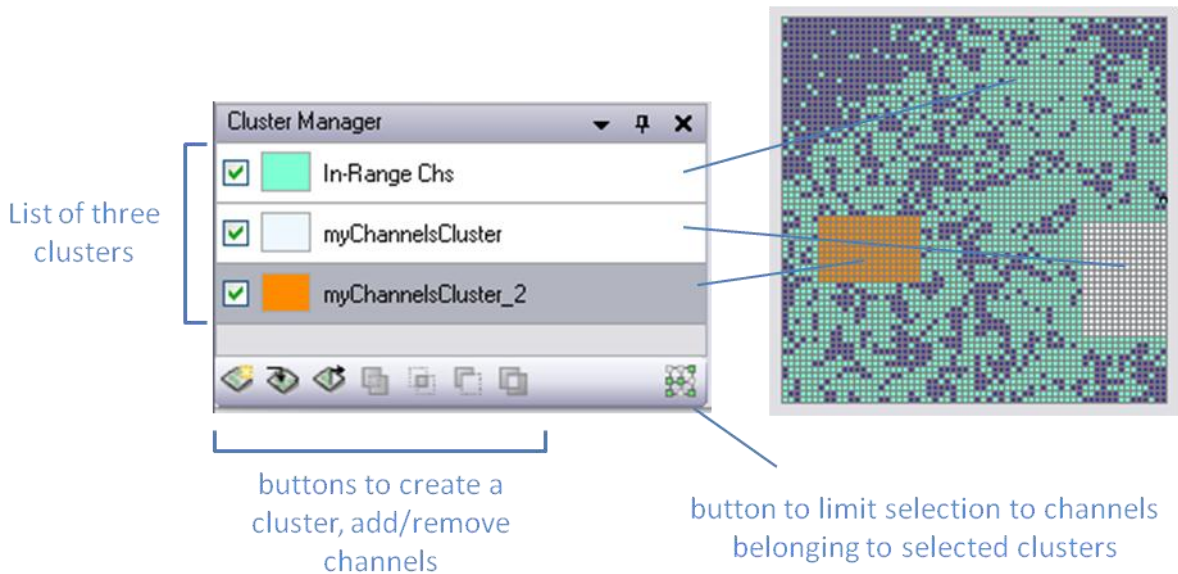 Cluster Manager
In-Range Chs
myChannelsCluster
myChannelsCluster_2
List of three
clusters
buttons to create a
cluster, add/remove
channels
button to limit selection to channels
belonging to selected clusters